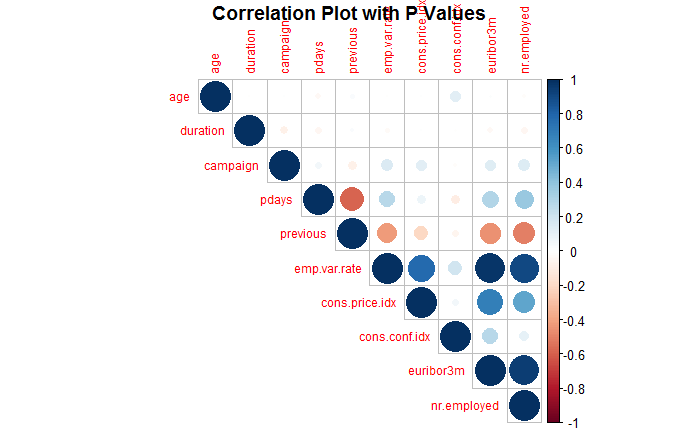 Correlation Plot with P Values
age
duration
campaign
pdays
previous
emp.var.rate
cons.price.idx
cons.conf.idx
euribor3m
nr.employed
age
duration
campaign
pdays
previous
emp.var.rate
cons.price.idx
cons.conf.idx
euribor3m
nr.employed
1
0.8
0.6
0.4
0.2
0
-0.2
-0.4
-0.6
-0.8
-1